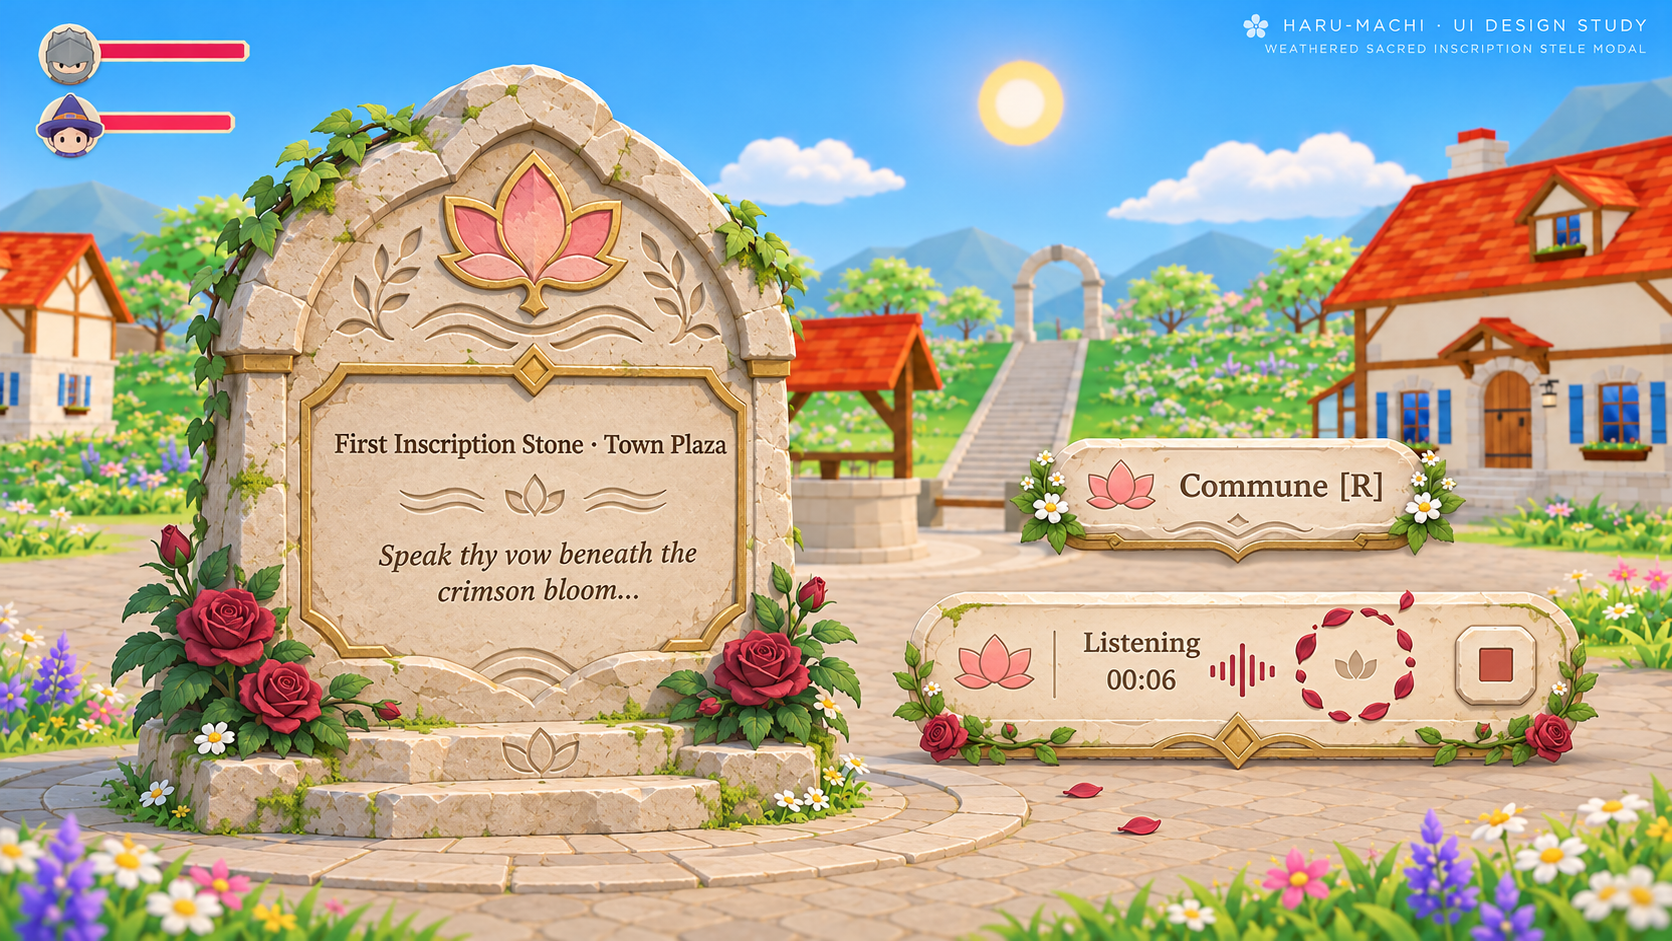 HARU-MACHI · UI DESIGN STUDY
WEATHERED SACRED INSCRIPTION STELE MODAL
First Inscription Stone · Town Plaza
Speak thy vow beneath the
crimson bloom...
Commune [R]
Listening
00:06